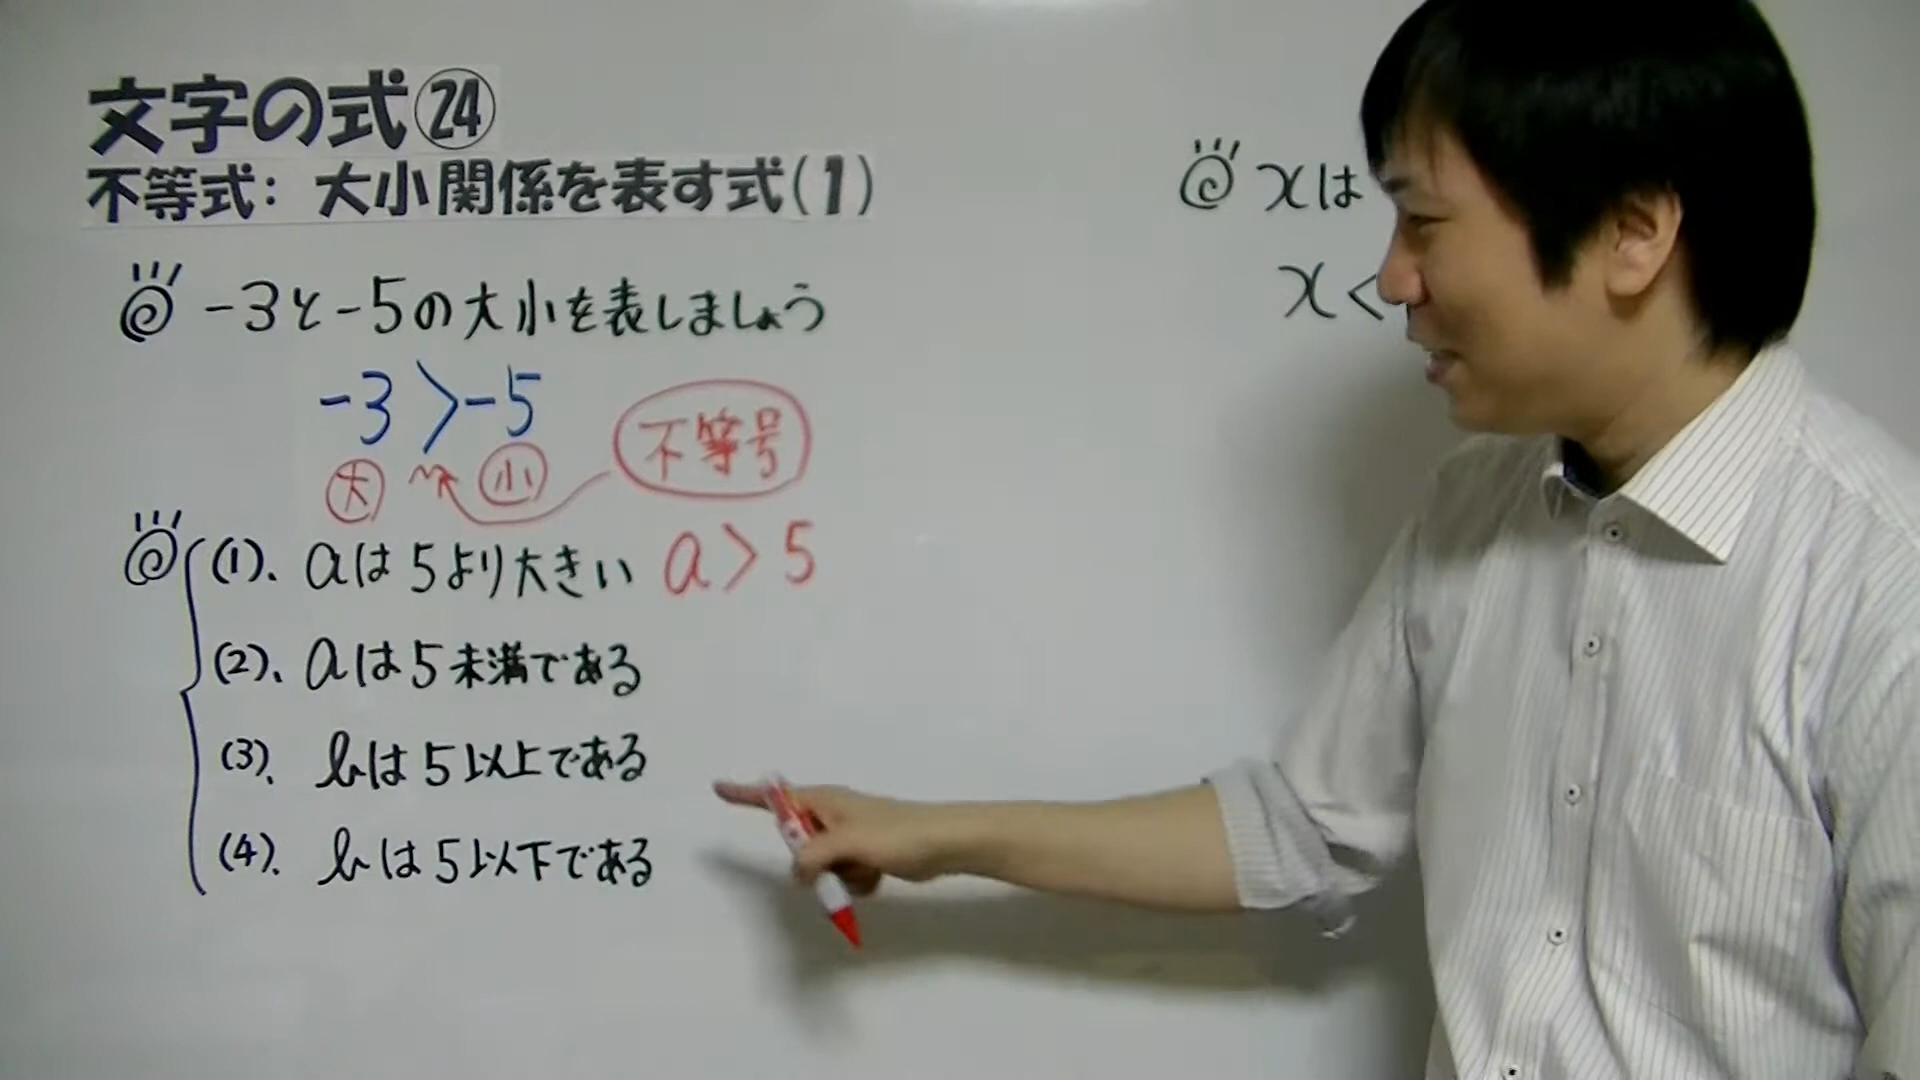 文字の式㉔
不等式：大小関係を表す式(1)
-3と-5の大小を表しましょう
-3 > -5
大 小
不等号
(1)、aは5より大きい a > 5
(2)、aは5未満である
(3)、bは5以上である
(4)、bは5以下である
xは
x <